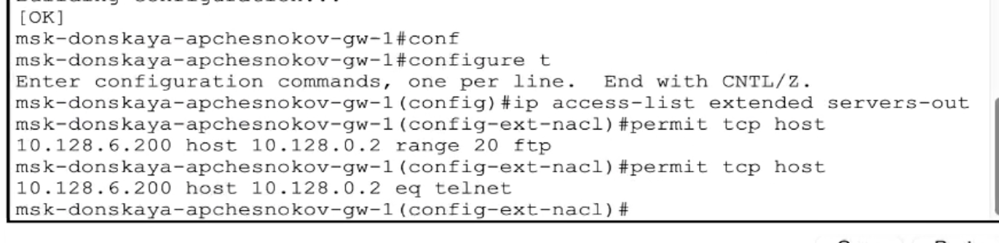 [OK]
msk-donskaya-apchesnokov-gw-1#conf
msk-donskaya-apchesnokov-gw-1#configure t
Enter configuration commands, one per line.  End with CNTL/Z.
msk-donskaya-apchesnokov-gw-1(config)#ip access-list extended servers-out
msk-donskaya-apchesnokov-gw-1(config-ext-nacl)#permit tcp host
10.128.6.200 host 10.128.0.2 range 20 ftp
msk-donskaya-apchesnokov-gw-1(config-ext-nacl)#permit tcp host
10.128.6.200 host 10.128.0.2 eq telnet
msk-donskaya-apchesnokov-gw-1(config-ext-nacl)#